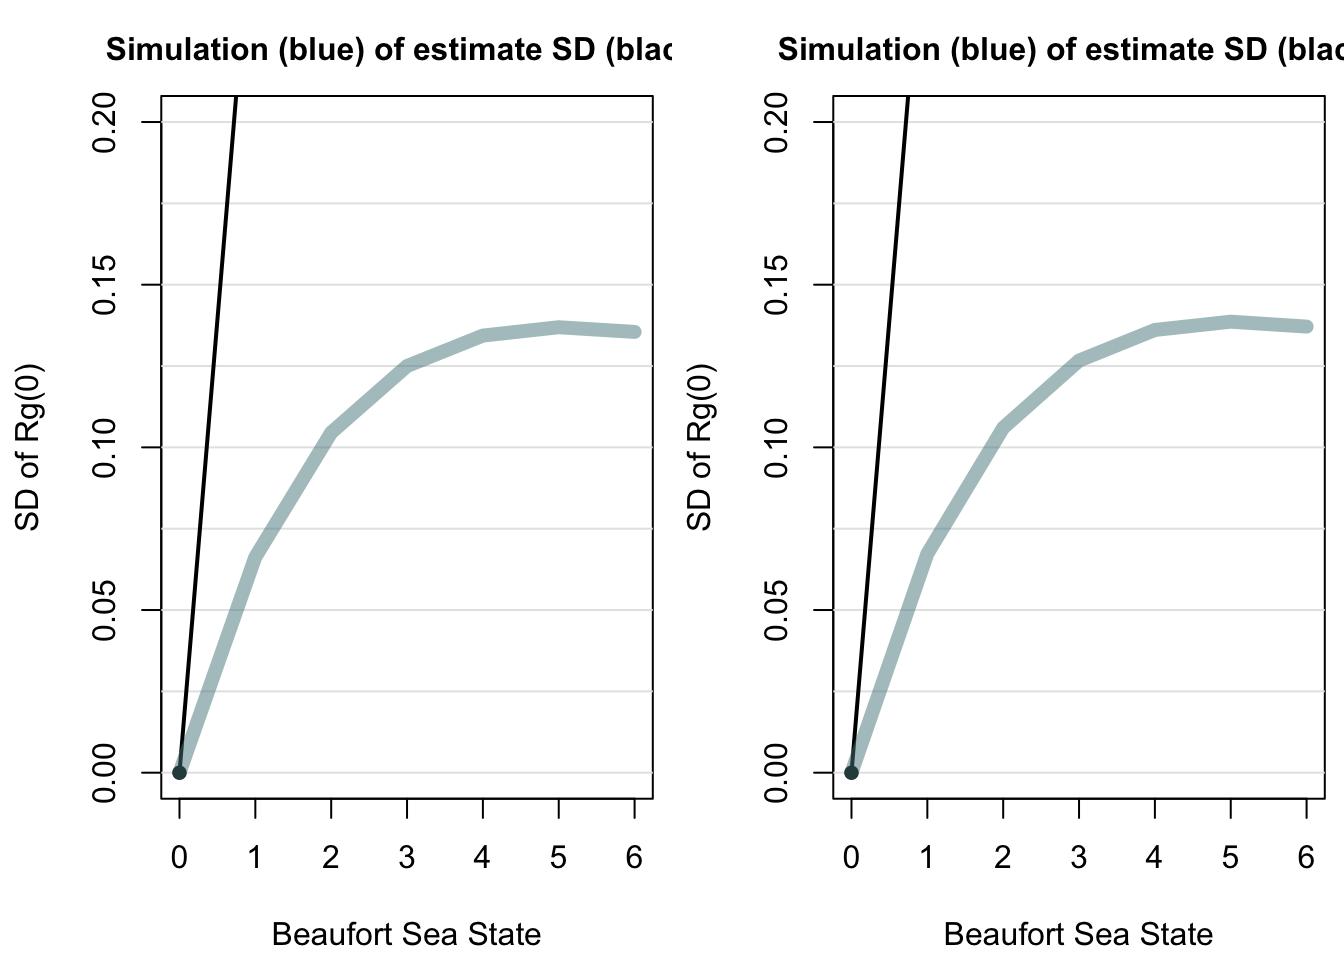 Simulation (blue) of estimate SD (blac
0.20
0.15
0.10
0.05
0.00
SD of Rg(0)
0 1 2 3 4 5 6
Beaufort Sea State
Simulation (blue) of estimate SD (blac
0.20
0.15
0.10
0.05
0.00
SD of Rg(0)
0 1 2 3 4 5 6
Beaufort Sea State